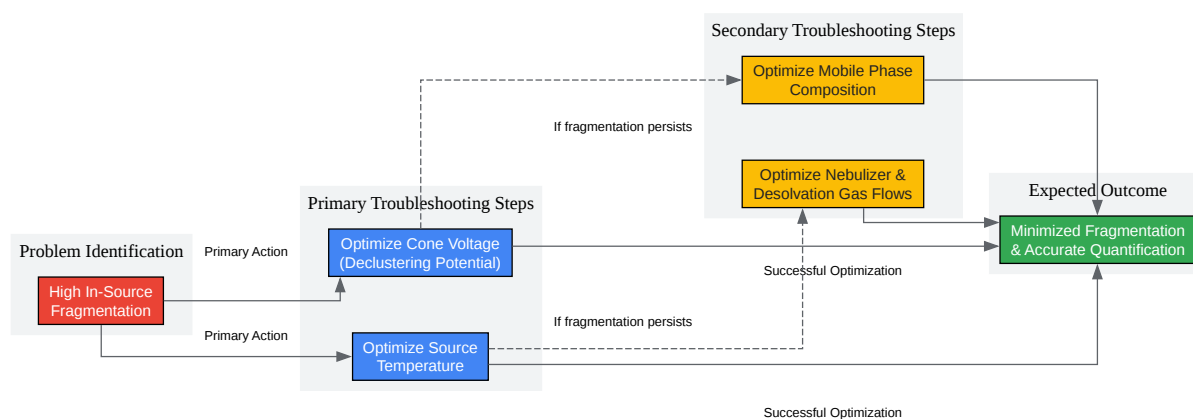 Secondary Troubleshooting Steps
Optimize Mobile Phase
Composition
If fragmentation persists
Optimize Nebulizer &
Desolvation Gas Flows
Expected Outcome
Primary Troubleshooting Steps
Minimized Fragmentation
& Accurate Quantification
Problem Identification
Primary Action
Optimize Cone Voltage
(Declustering Potential)
Successful Optimization
High In-Source
Fragmentation
If fragmentation persists
Primary Action
Optimize Source
Temperature
Successful Optimization